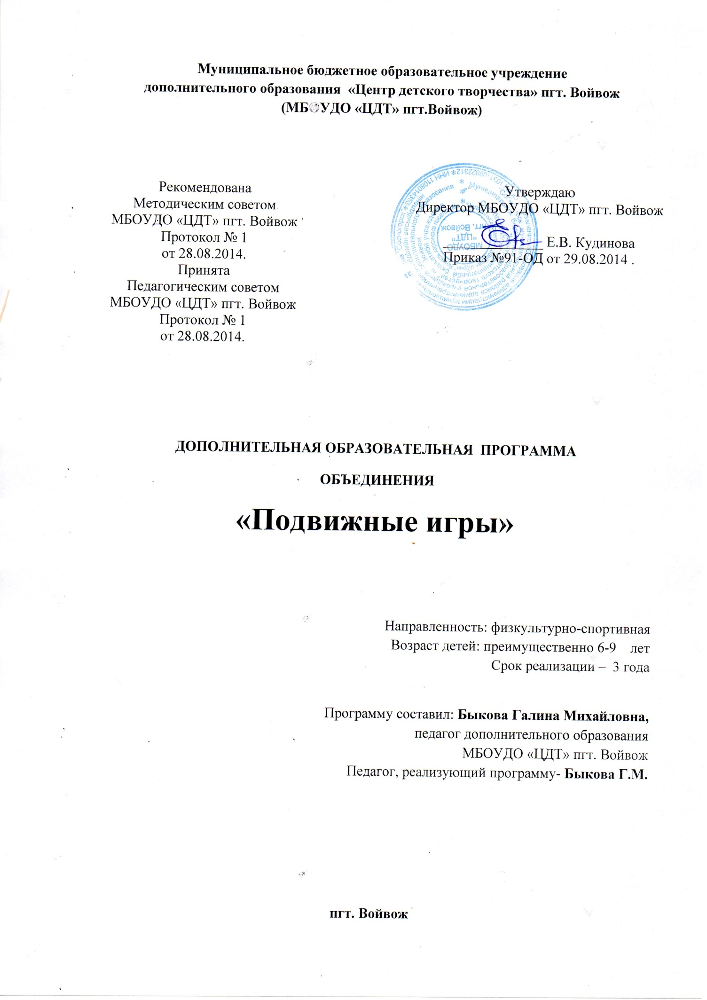 Муниципальное бюджетное образовательное учреждение
дополнительного образования «Центр детского творчества» пгт. Войвож
(МБОУДО «ЦДТ» пгт.Войвож)
Рекомендована
Методическим советом
МБОУДО «ЦДТ» пгт. Войвож
Протокол № 1
от 28.08.2014.
Принята
Педагогическим советом
МБОУДО «ЦДТ» пгт. Войвож
Протокол № 1
от 28.08.2014.
Утверждаю
Директор МБОУДО «ЦДТ» пгт. Войвож
Е.В. Кудинова
Приказ №91-ОД от 29.08.2014 .
МБОУДО
"ЦДТ"
пгт. Войвож
ДОПОЛНИТЕЛЬНАЯ ОБРАЗОВАТЕЛЬНАЯ ПРОГРАММА
ОБЪЕДИНЕНИЯ
«Подвижные игры»
Направленность: физкультурно-спортивная
Возраст детей: преимущественно 6-9 лет
Срок реализации – 3 года
Программу составил: Быкова Галина Михайловна,
педагог дополнительного образования
МБОУДО «ЦДТ» пгт. Войвож
Педагог, реализующий программу- Быкова Г.М.
пгт. Войвож